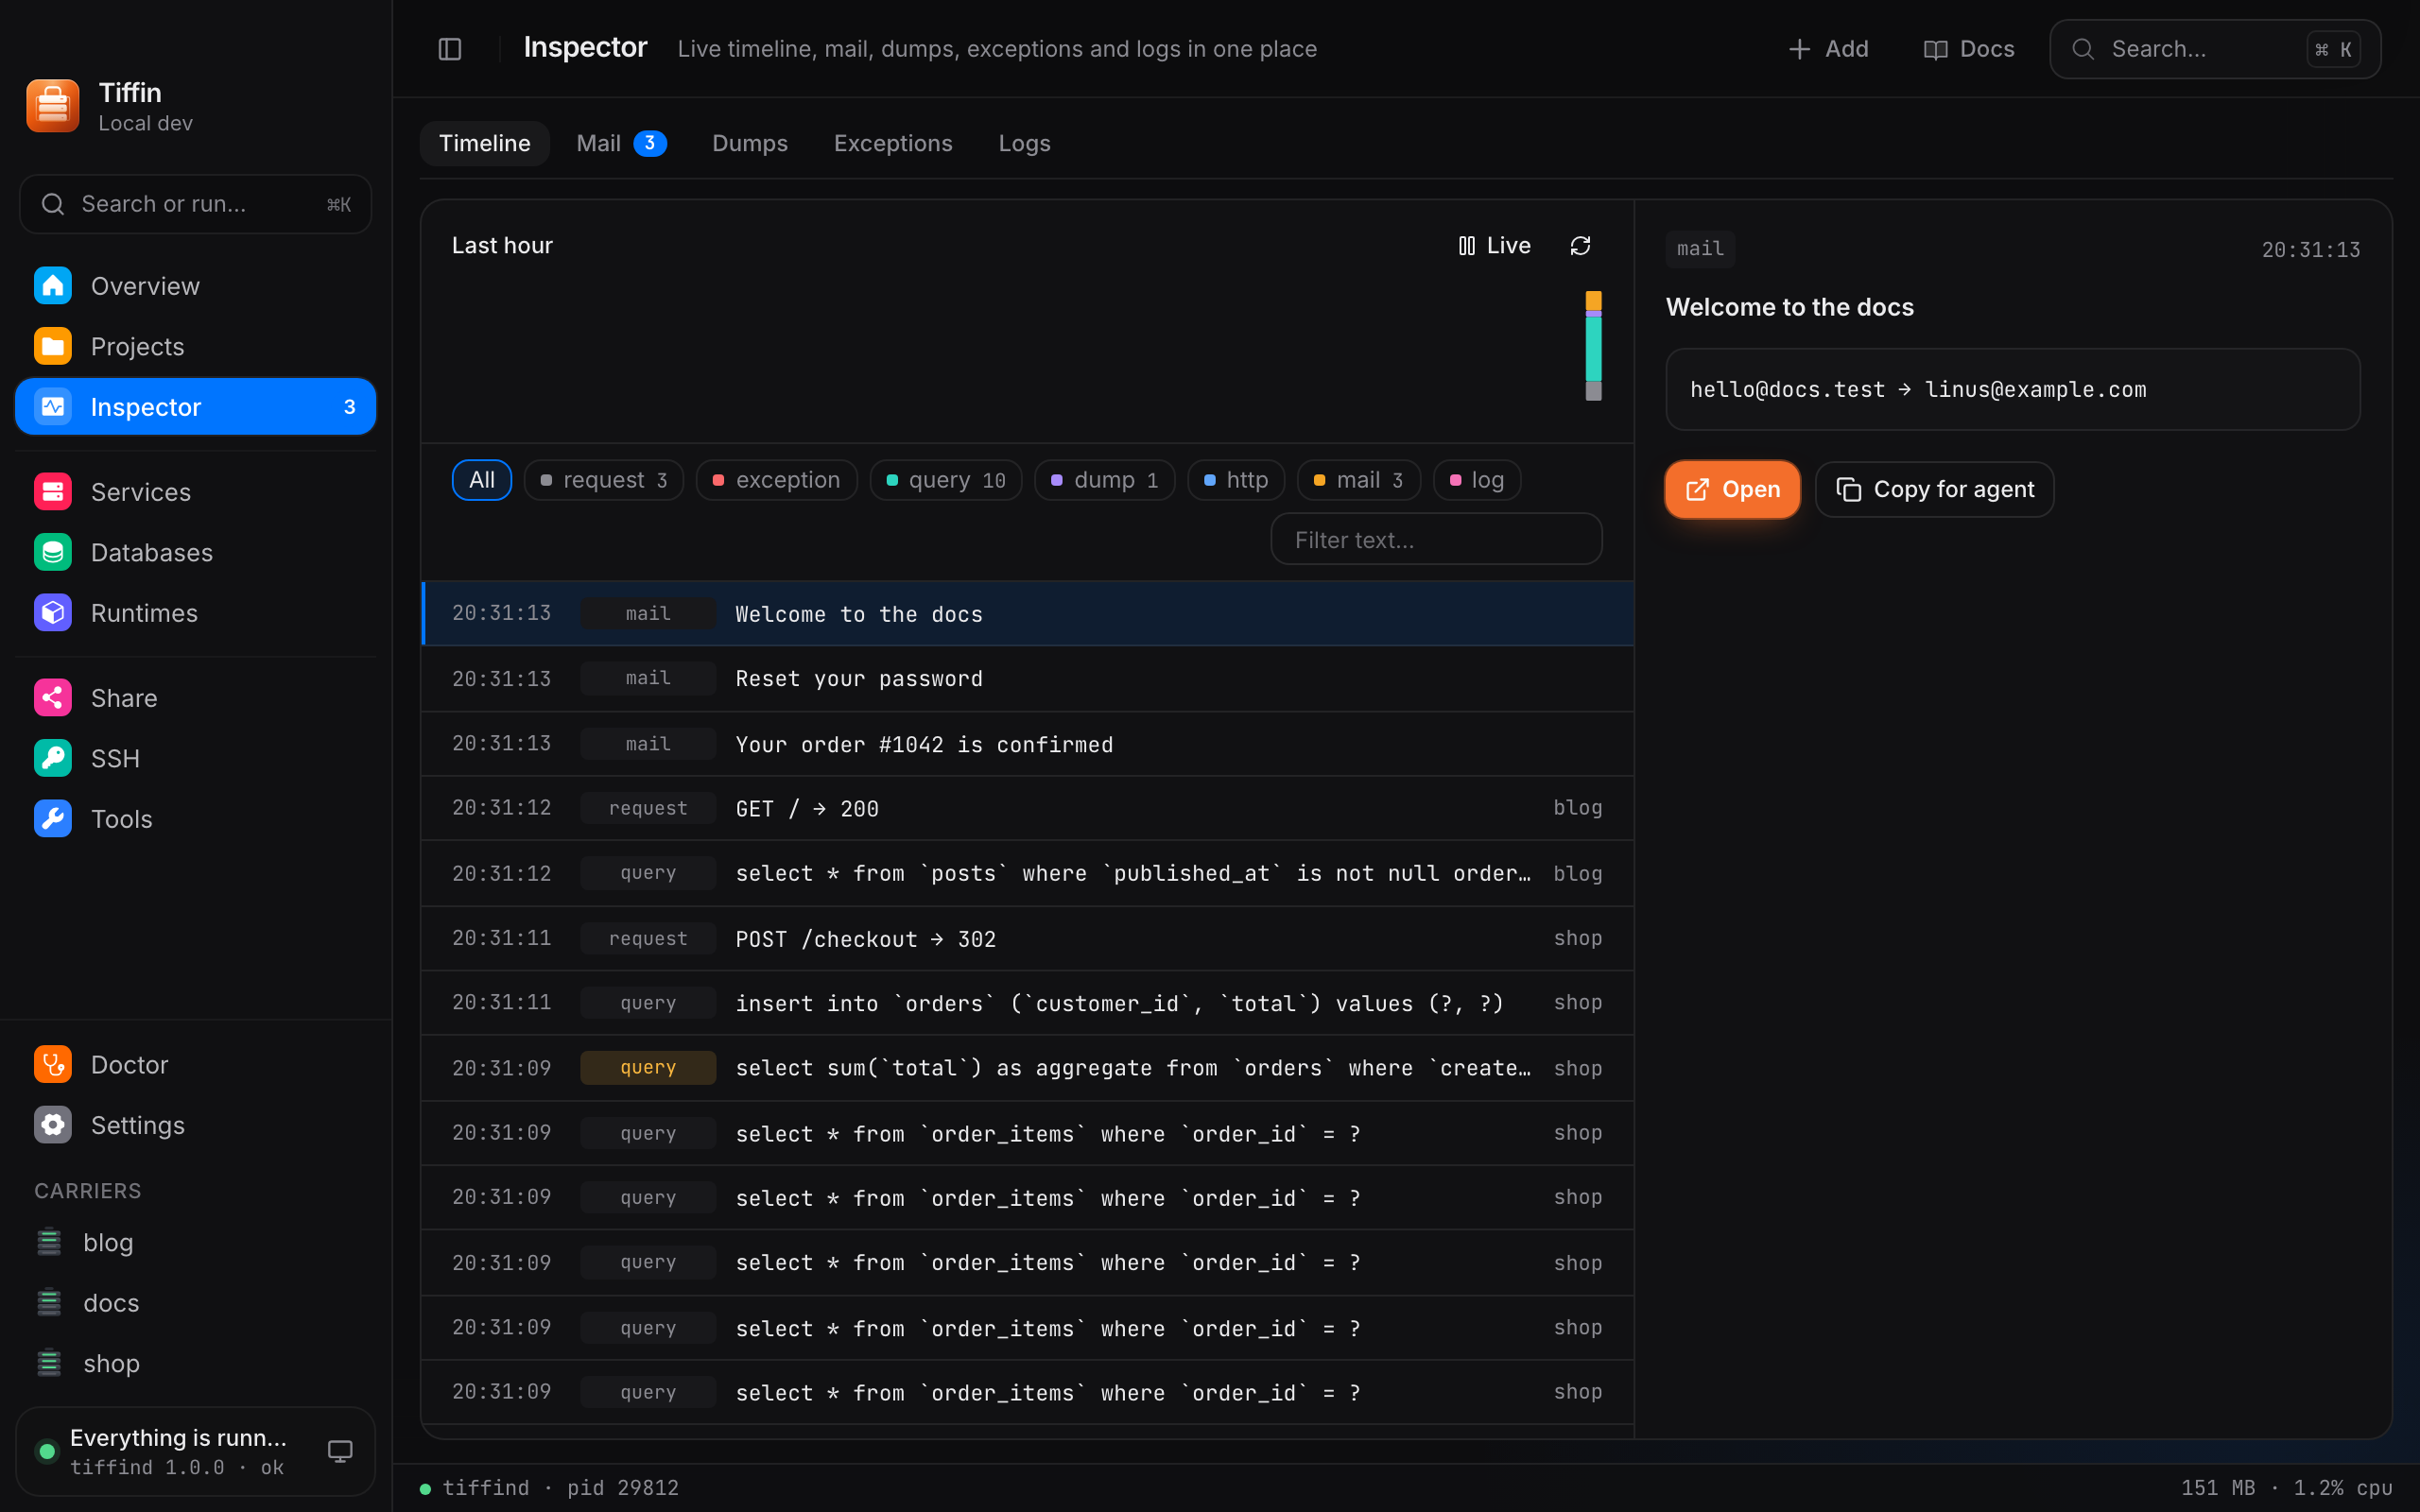 Tiffin
Local dev
Search or run... ⌘K
Overview
Projects
Inspector 3
Services
Databases
Runtimes
Share
SSH
Tools
Doctor
Settings
CARRIERS
blog
docs
shop
Everything is runn...
tiffind 1.0.0 · ok
Inspector Live timeline, mail, dumps, exceptions and logs in one place
Add Docs Search... ⌘ K
Timeline Mail 3 Dumps Exceptions Logs
Last hour Live
All request 3 exception query 10 dump 1 http mail 3 log
Filter text...
20:31:13 mail Welcome to the docs
20:31:13 mail Reset your password
20:31:13 mail Your order #1042 is confirmed
20:31:12 request GET / → 200 blog
20:31:12 query select * from `posts` where `published_at` is not null order… blog
20:31:11 request POST /checkout → 302 shop
20:31:11 query insert into `orders` (`customer_id`, `total`) values (?, ?) shop
20:31:09 query select sum(`total`) as aggregate from `orders` where `create… shop
20:31:09 query select * from `order_items` where `order_id` = ? shop
20:31:09 query select * from `order_items` where `order_id` = ? shop
20:31:09 query select * from `order_items` where `order_id` = ? shop
20:31:09 query select * from `order_items` where `order_id` = ? shop
20:31:09 query select * from `order_items` where `order_id` = ? shop
mail 20:31:13
Welcome to the docs
hello@docs.test → linus@example.com
Open Copy for agent
tiffind · pid 29812
151 MB · 1.2% cpu